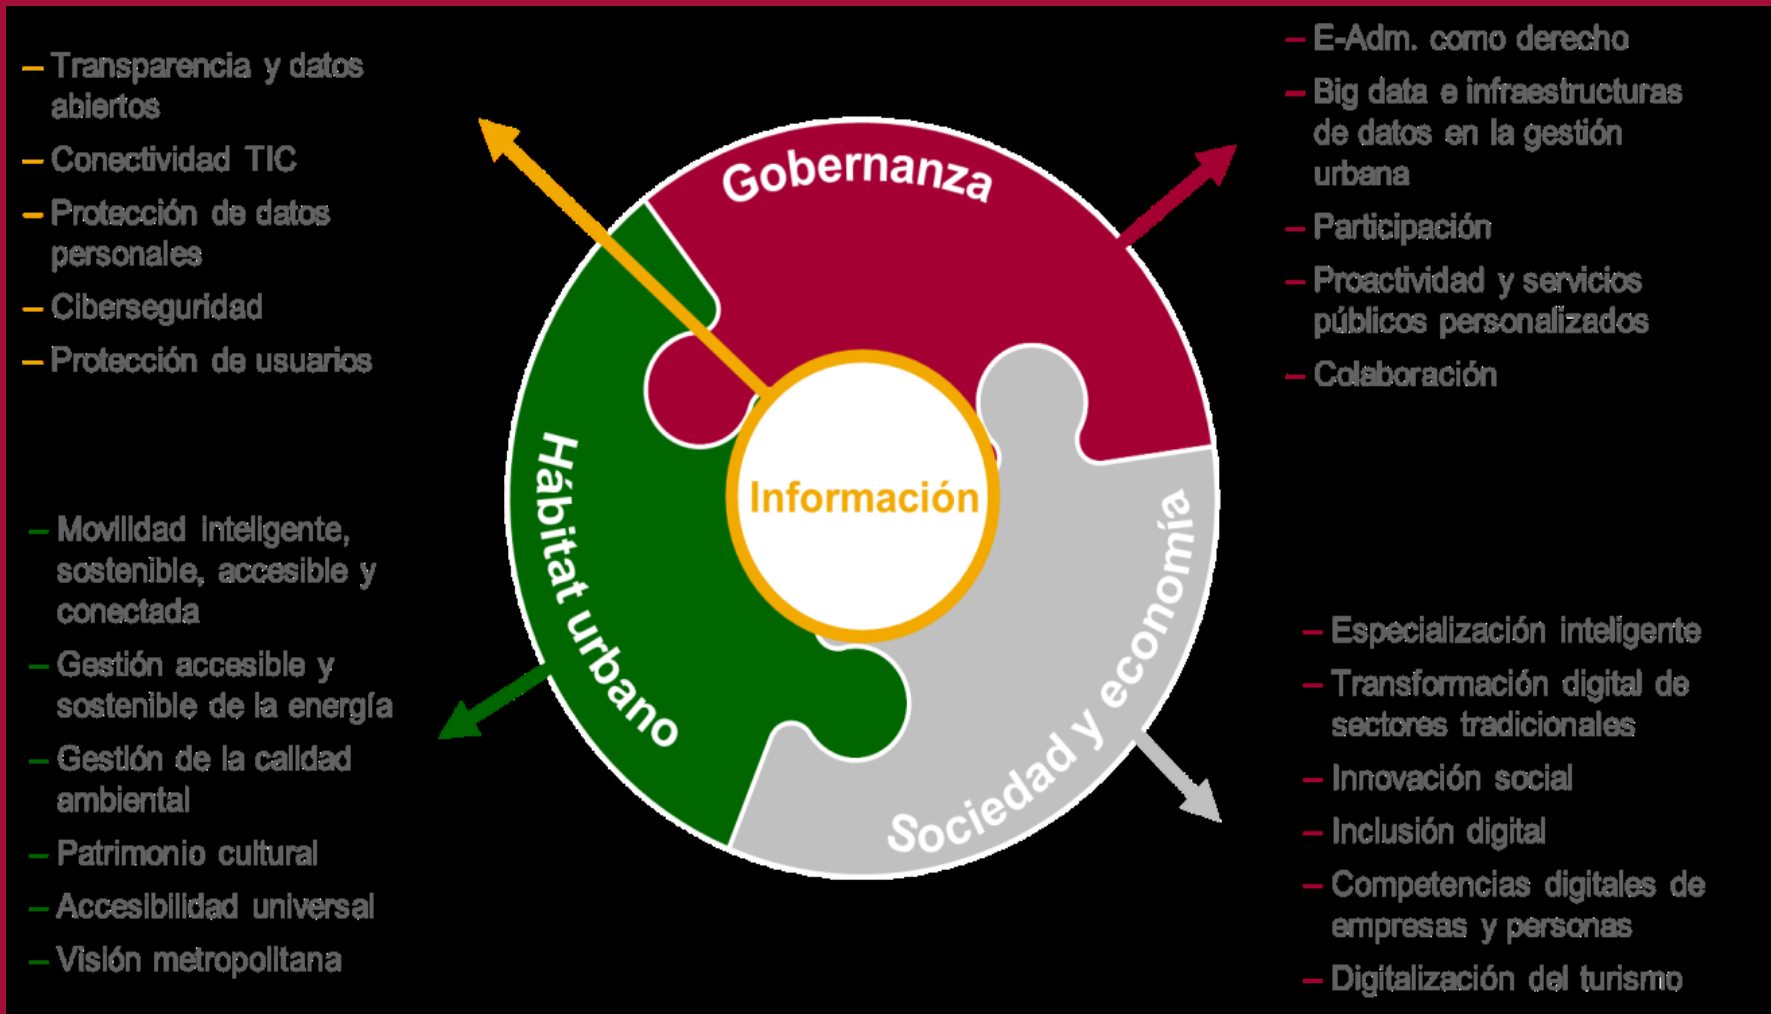 – Transparencia y datos
abiertos
– Conectividad TIC
– Protección de datos
personales
– Ciberseguridad
– Protección de usuarios
– E-Adm. como derecho
– Big data e infraestructuras
de datos en la gestión
urbana
– Participación
– Proactividad y servicios
públicos personalizados
– Colaboración
Gobernanza
Información
Hábitat urbano
Sociedad y economía
– Movilidad inteligente,
sostenible, accesible y
conectada
– Gestión accesible y
sostenible de la energía
– Gestión de la calidad
ambiental
– Patrimonio cultural
– Accesibilidad universal
– Visión metropolitana
– Especialización inteligente
– Transformación digital de
sectores tradicionales
– Innovación social
– Inclusión digital
– Competencias digitales de
empresas y personas
– Digitalización del turismo